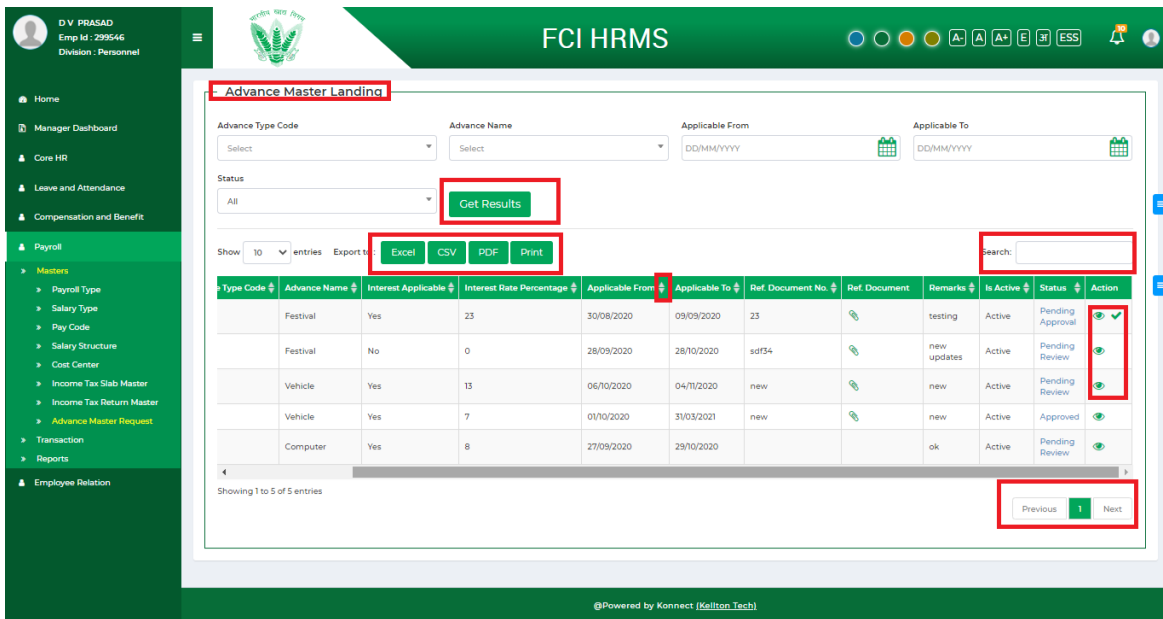 D V PRASAD
Emp Id : 299546
Division : Personnel
FCI HRMS
A- A A+ E अ ESS
10
Home
Manager Dashboard
Core HR
Leave and Attendance
Compensation and Benefit
Payroll
» Masters
» Payroll Type
» Salary Type
» Pay Code
» Salary Structure
» Cost Center
» Income Tax Slab Master
» Income Tax Return Master
» Advance Master Request
» Transaction
» Reports
Employee Relation
Advance Master Landing
Advance Type Code Advance Name Applicable From Applicable To
Select Select DD/MM/YYYY DD/MM/YYYY
Status
All Get Results
Show 10 entries Export to : Excel CSV PDF Print Search:
e Type Code Advance Name Interest Applicable Interest Rate Percentage Applicable From Applicable To Ref. Document No. Ref. Document Remarks Is Active Status Action
Festival Yes 23 30/08/2020 09/09/2020 23 testing Active Pending Approval
Festival No 0 28/09/2020 28/10/2020 sdf34 new updates Active Pending Review
Vehicle Yes 13 06/10/2020 04/11/2020 new new Active Pending Review
Vehicle Yes 7 01/10/2020 31/03/2021 new new Active Approved
Computer Yes 8 27/09/2020 29/10/2020 ok Active Pending Review
Showing 1 to 5 of 5 entries
Previous 1 Next
@Powered by Konnect (Kellton Tech)